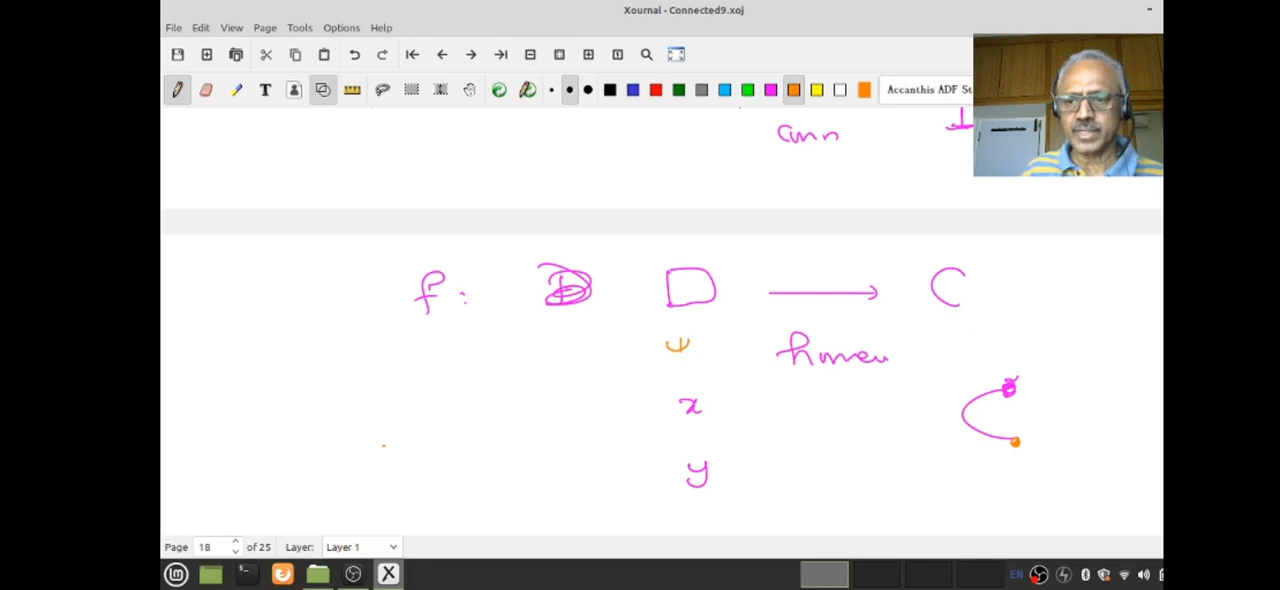 Xournal - Connected9.xoj
File Edit View Page Tools Options Help
T Accanthis ADF St
conn
f: D → C
homeo
x
y
Page 18 of 25 Layer: Layer 1
EN